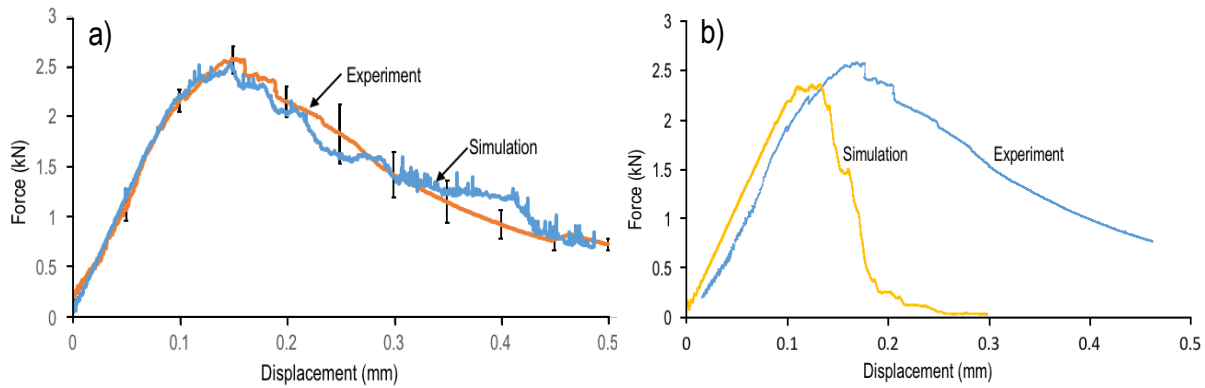 a)
3
2.5
2
1.5
1
0.5
0
Force (kN)
Experiment
Simulation
0 0.1 0.2 0.3 0.4 0.5
Displacement (mm)
b)
3
2.5
2
1.5
1
0.5
0
Force (kN)
Simulation Experiment
0 0.1 0.2 0.3 0.4 0.5
Displacement (mm)